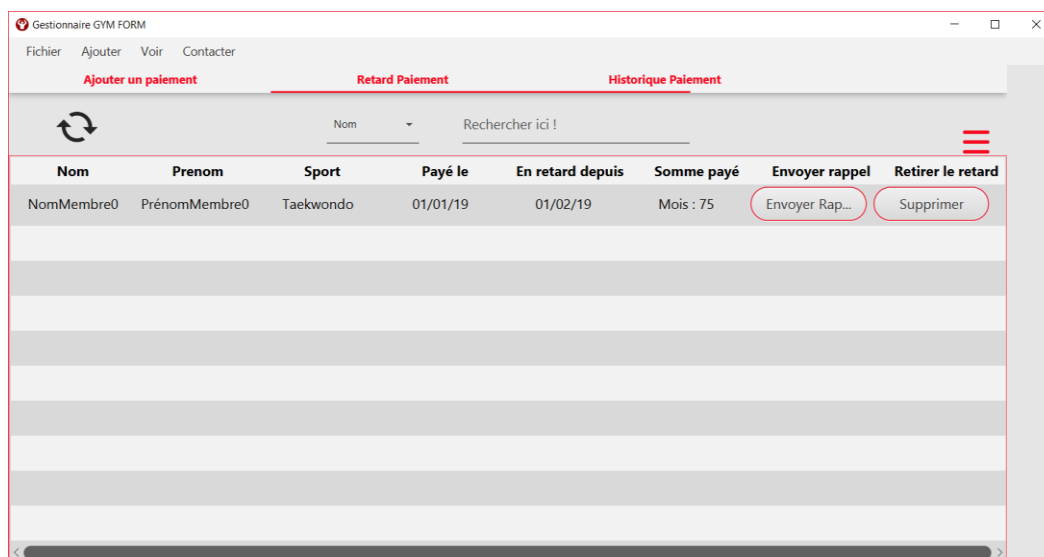 Gestionnaire GYM FORM
Fichier Ajouter Voir Contacter
Ajouter un paiement Retard Paiement Historique Paiement
Nom Rechercher ici !
Nom Prenom Sport Payé le En retard depuis Somme payé Envoyer rappel Retirer le retard
NomMembre0 PrénomMembre0 Taekwondo 01/01/19 01/02/19 Mois : 75 Envoyer Rap... Supprimer